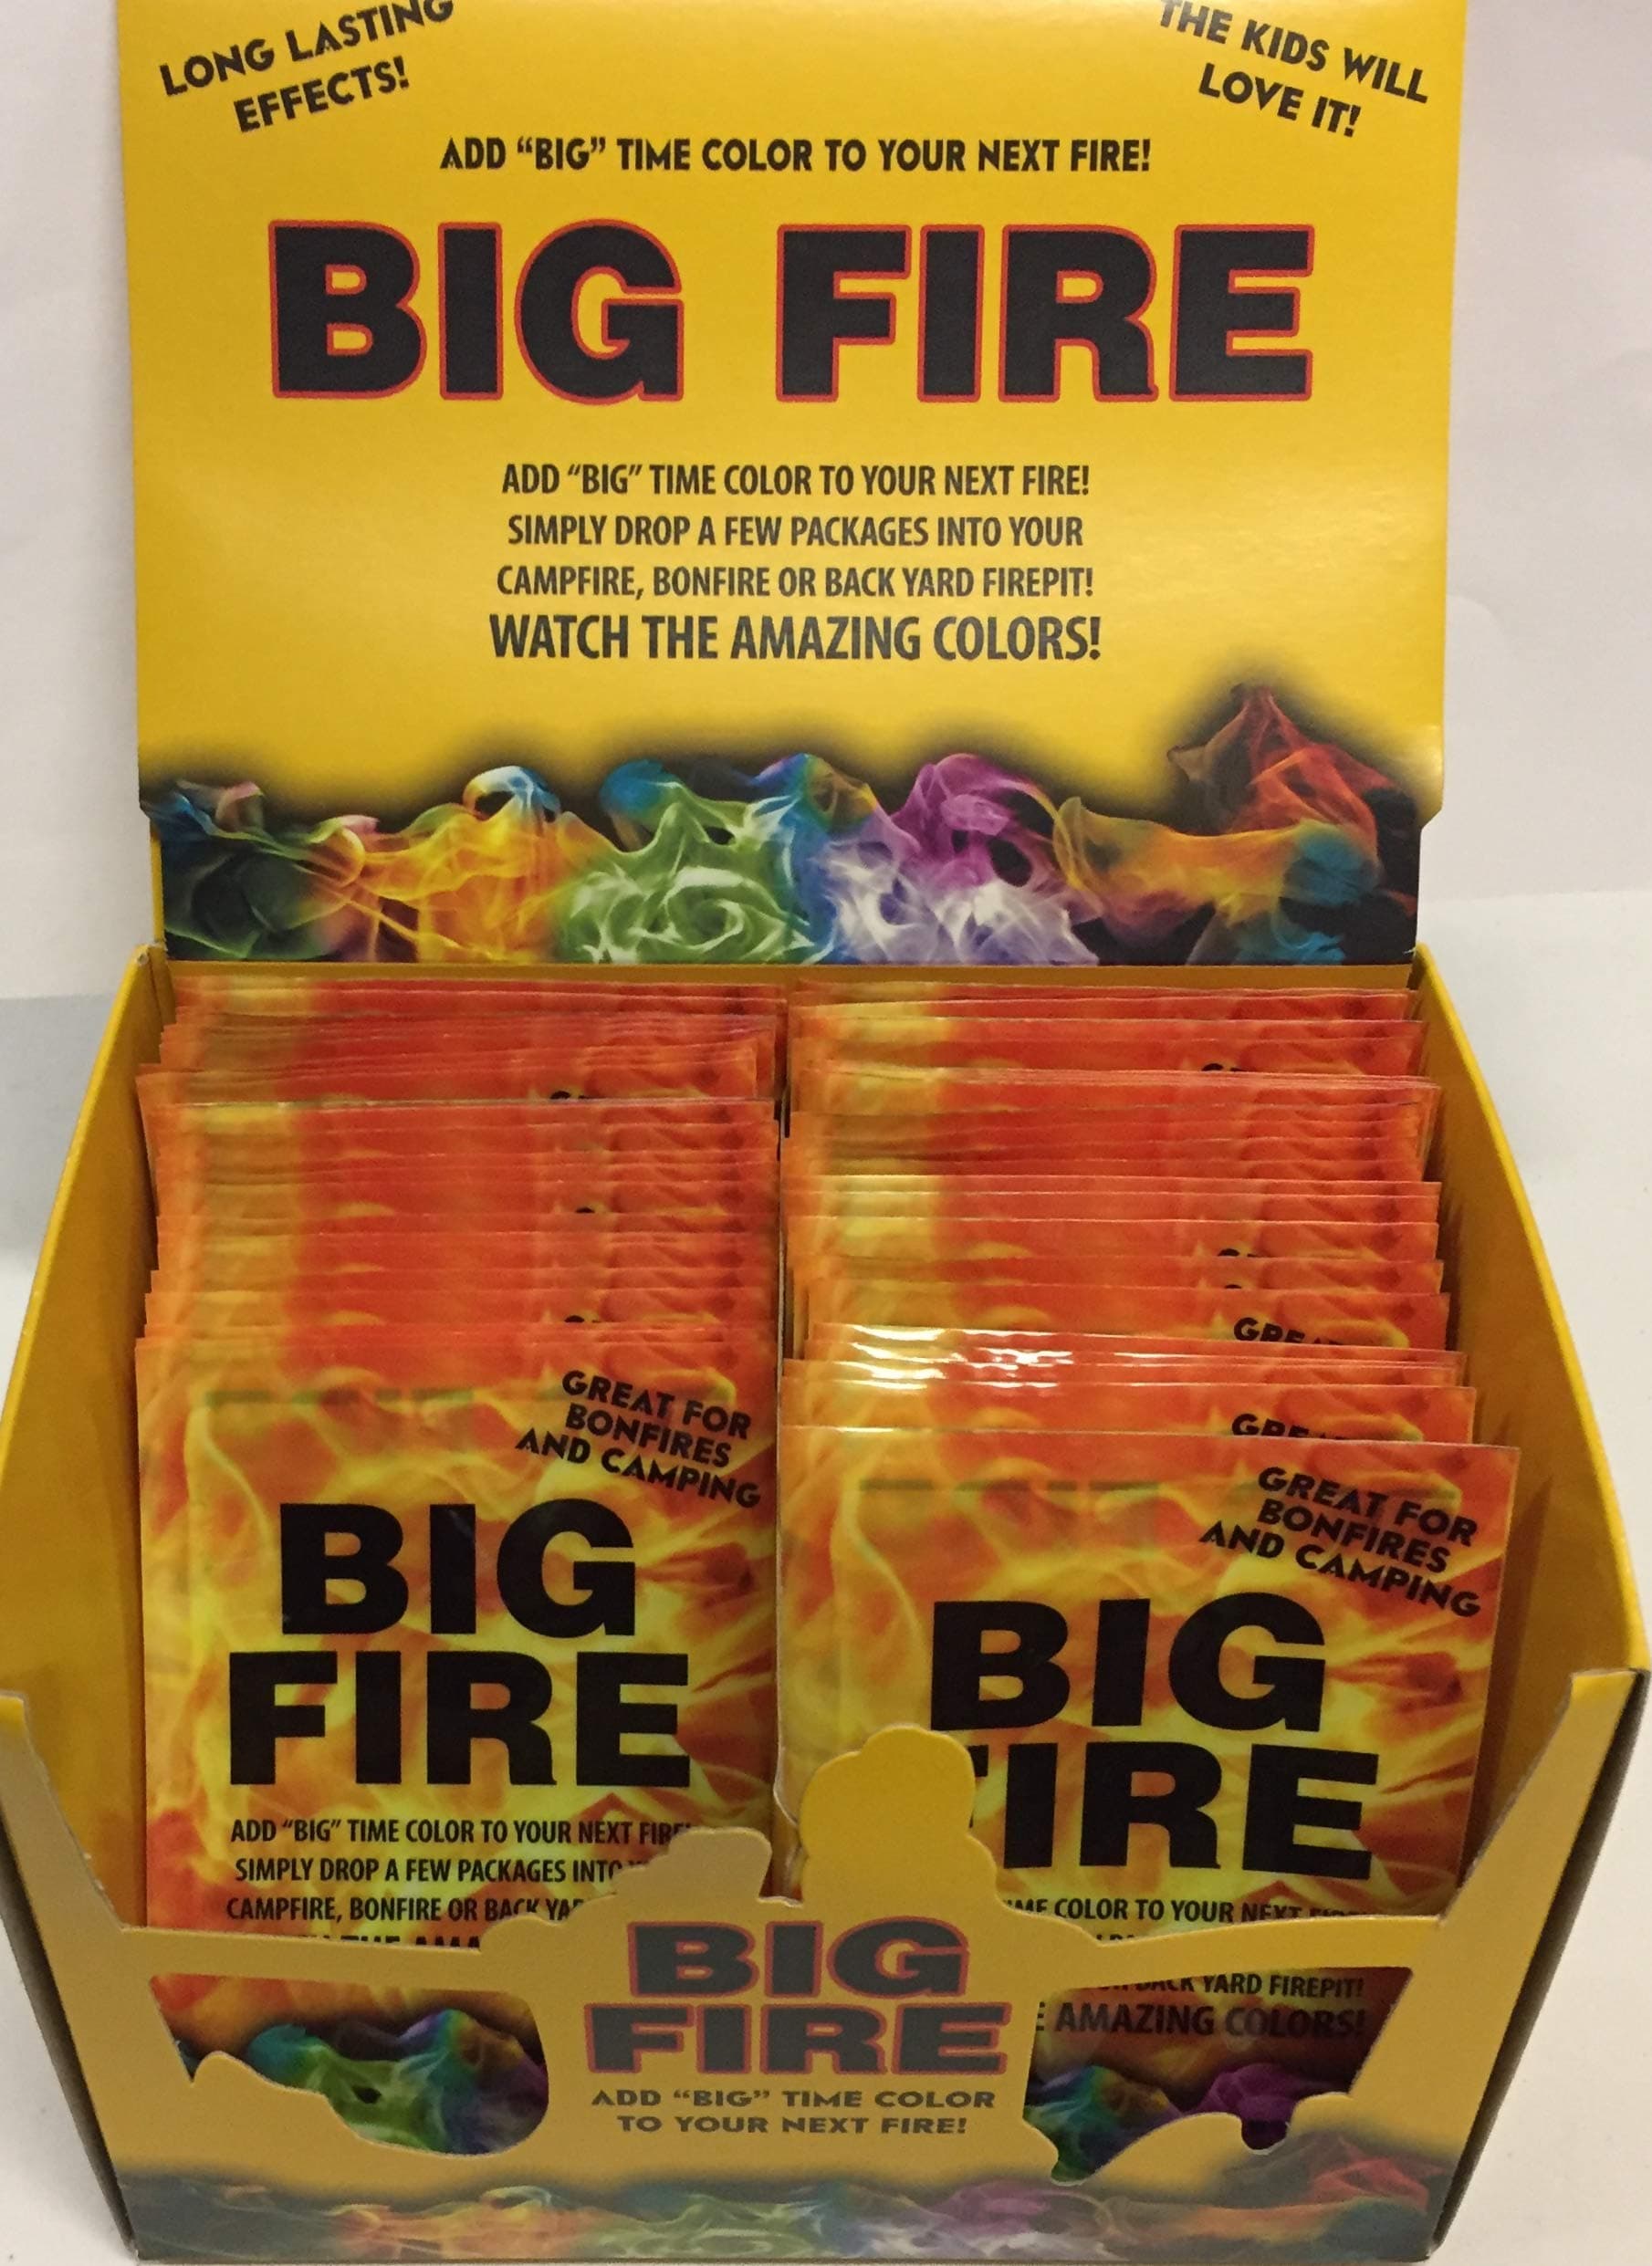 LONG LASTING
EFFECTS!
THE KIDS WILL
LOVE IT!
ADD “BIG” TIME COLOR TO YOUR NEXT FIRE!
BIG FIRE
ADD “BIG” TIME COLOR TO YOUR NEXT FIRE!
SIMPLY DROP A FEW PACKAGES INTO YOUR
CAMPFIRE, BONFIRE OR BACK YARD FIREPIT!
WATCH THE AMAZING COLORS!
GREAT FOR
BONFIRES
AND CAMPING
BIG
FIRE
ADD “BIG” TIME COLOR TO YOUR NEXT
SIMPLY DROP A FEW PACKAGES
CAMPFIRE, BONFIRE OR BACK
GREAT FOR
BONFIRES
AND CAMPING
BIG
FIRE
COLOR TO YOUR NEXT
YARD FIREPIT!
AMAZING COLORS!
BIG
FIRE
ADD “BIG” TIME COLOR
TO YOUR NEXT FIRE!